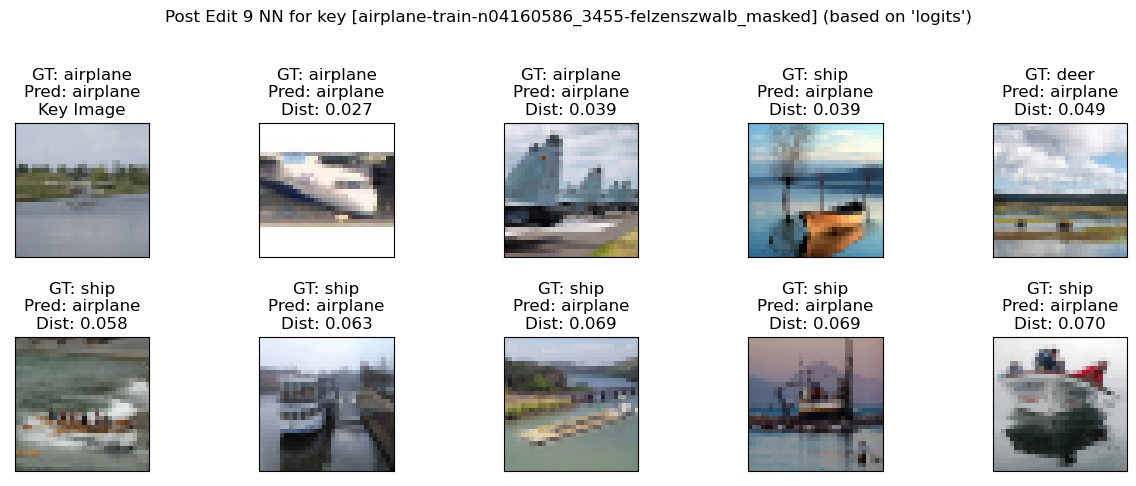 Post Edit 9 NN for key [airplane-train-n04160586_3455-felzenszwalb_masked] (based on 'logits')
GT: airplane
Pred: airplane
Key Image
GT: airplane
Pred: airplane
Dist: 0.027
GT: airplane
Pred: airplane
Dist: 0.039
GT: ship
Pred: airplane
Dist: 0.039
GT: deer
Pred: airplane
Dist: 0.049
GT: ship
Pred: airplane
Dist: 0.058
GT: ship
Pred: airplane
Dist: 0.063
GT: ship
Pred: airplane
Dist: 0.069
GT: ship
Pred: airplane
Dist: 0.069
GT: ship
Pred: airplane
Dist: 0.070